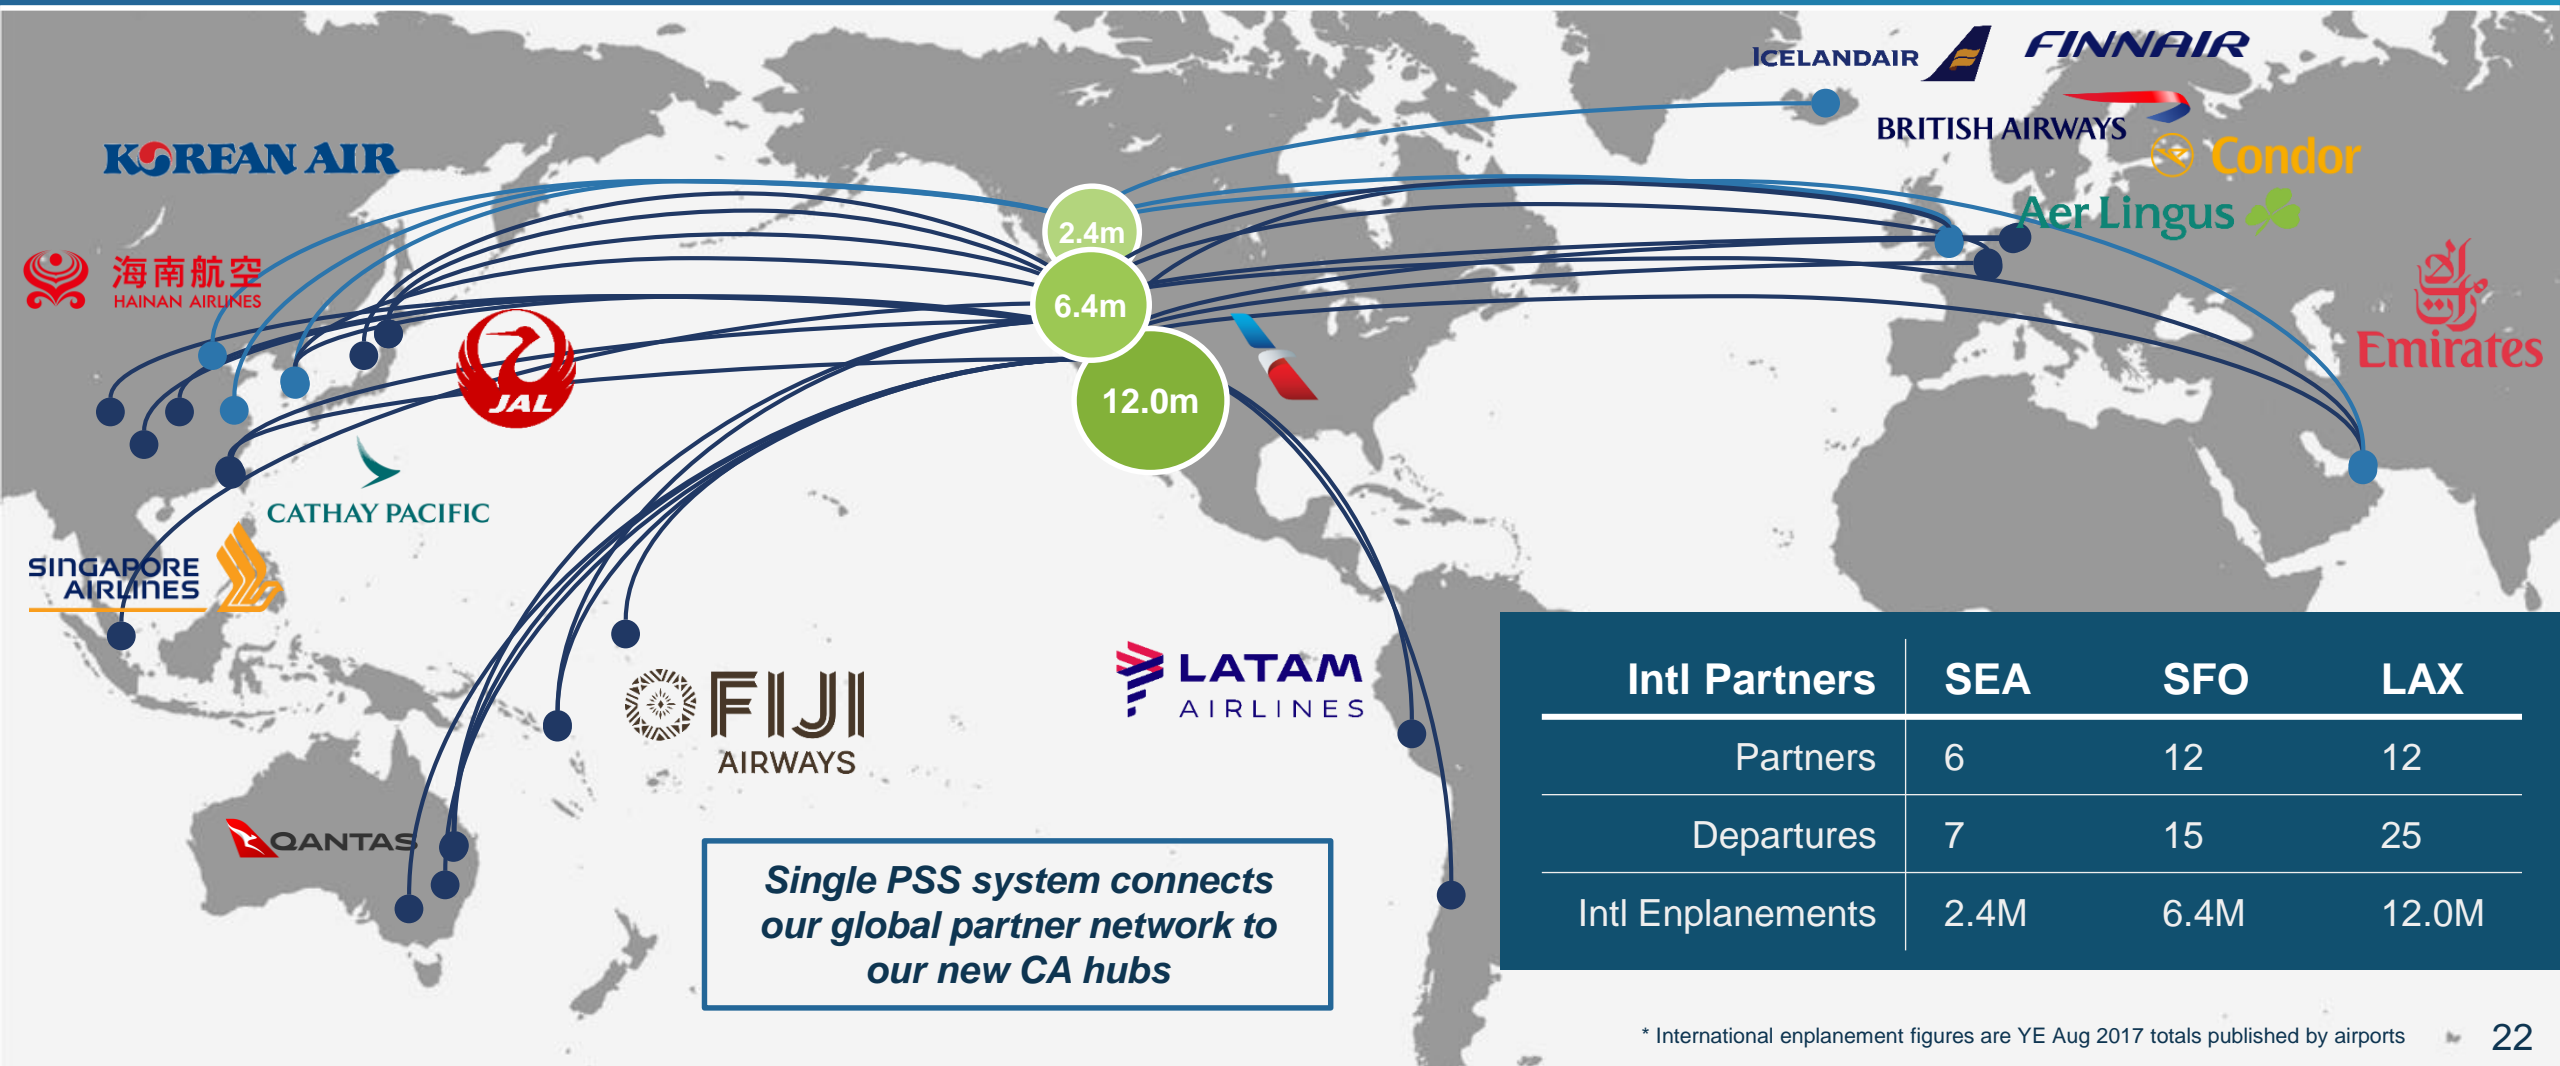 ICELANDAIR
FINNAIR
BRITISH AIRWAYS
Condor
Aer Lingus
Emirates
KOREAN AIR
海南航空
HAINAN AIRLINES
JAL
CATHAY PACIFIC
SINGAPORE
AIRLINES
2.4m
6.4m
12.0m
FIJI
AIRWAYS
LATAM
AIRLINES
QANTAS
Single PSS system connects
our global partner network to
our new CA hubs
Intl Partners SEA SFO LAX
Partners 6 12 12
Departures 7 15 25
Intl Enplanements 2.4M 6.4M 12.0M
* International enplanement figures are YE Aug 2017 totals published by airports
22